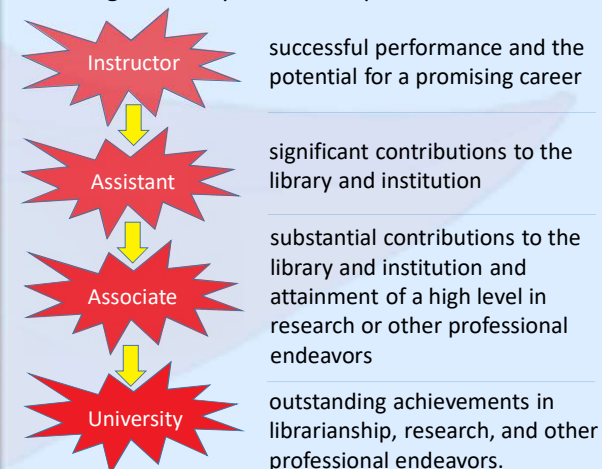 Instructor
successful performance and the
potential for a promising career
Assistant
significant contributions to the
library and institution
Associate
substantial contributions to the
library and institution and
attainment of a high level in
research or other professional
endeavors
University
outstanding achievements in
librarianship, research, and other
professional endeavors.